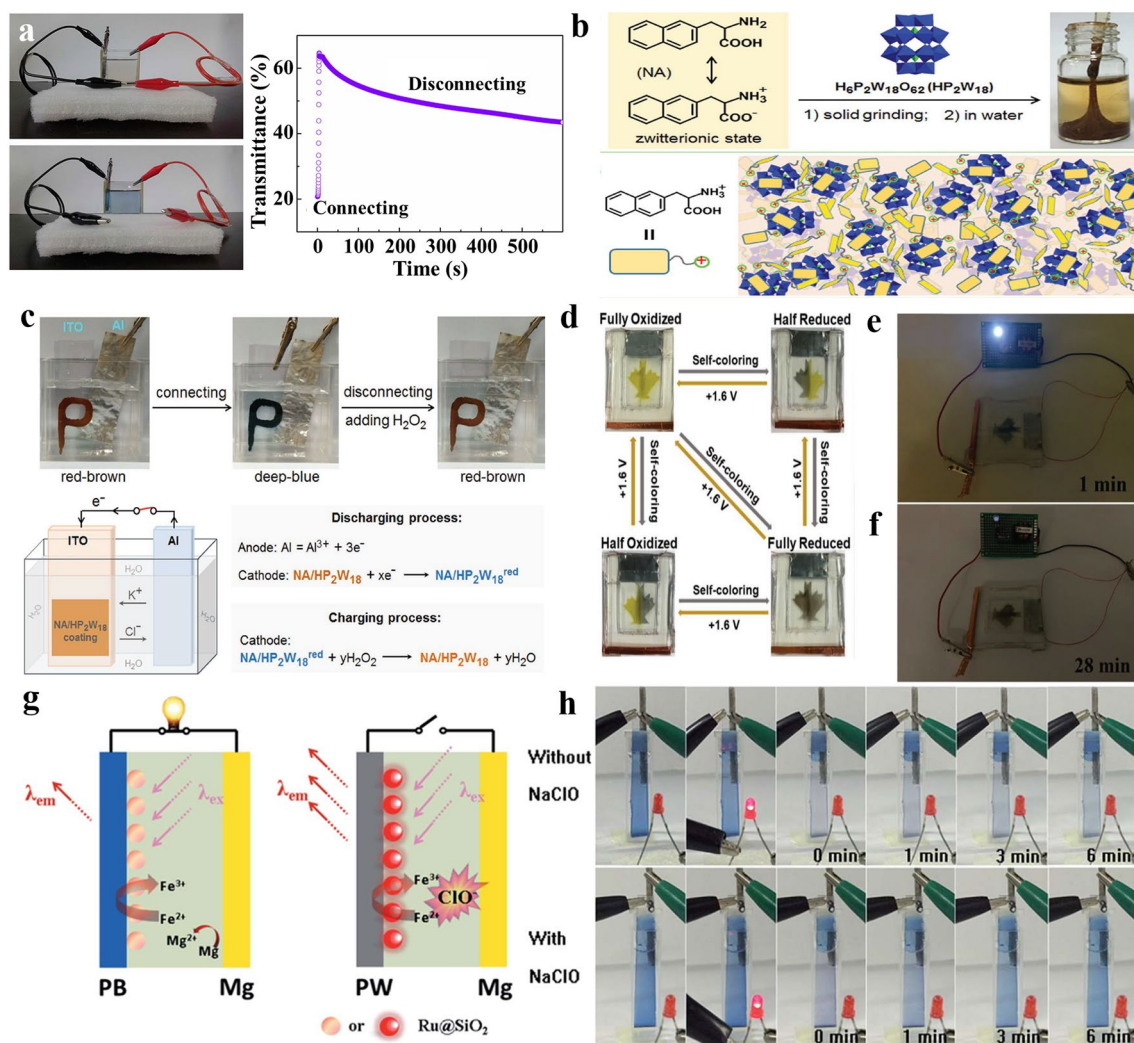 a
Transmittance (%)
60
40
20
Disconnecting
Connecting
0 100 200 300 400 500
Time (s)
b
NH₂
COOH
(NA)
NH₃⁺
COO⁻
zwitterionic state
H₆P₂W₁₈O₆₂ (HP₂W₁₈)
1) solid grinding; 2) in water
NH₃⁺
COOH
=
+
c
ITO Al
connecting
disconnecting
adding H₂O₂
red-brown
deep-blue
red-brown
e⁻
ITO
Al
H₂O
H₂O
H₂O
H₂O
K⁺
Cl⁻
NA/HP₂W₁₈
coating
H₂O
Discharging process:
Anode: Al = Al³⁺ + 3e⁻
Cathode: NA/HP₂W₁₈ + xe⁻ → NA/HP₂W₁₈ʳᵉᵈ
Charging process:
Cathode:
NA/HP₂W₁₈ʳᵉᵈ + yH₂O₂ → NA/HP₂W₁₈ + yH₂O
d
Fully Oxidized
Half Reduced
Self-coloring
+1.6 V
+1.6 V
Self-coloring
Self-coloring
+1.6 V
+1.6 V
Self-coloring
Half Oxidized
Fully Reduced
Self-coloring
+1.6 V
e
1 min
f
28 min
g
λem
λex
Fe³⁺
Fe²⁺
Mg²⁺
Mg
PB
Mg
λem
λex
Fe³⁺
Fe²⁺
ClO⁻
PW
Mg
Without
NaClO
With
NaClO
or
Ru@SiO₂
h
0 min
1 min
3 min
6 min
0 min
1 min
3 min
6 min